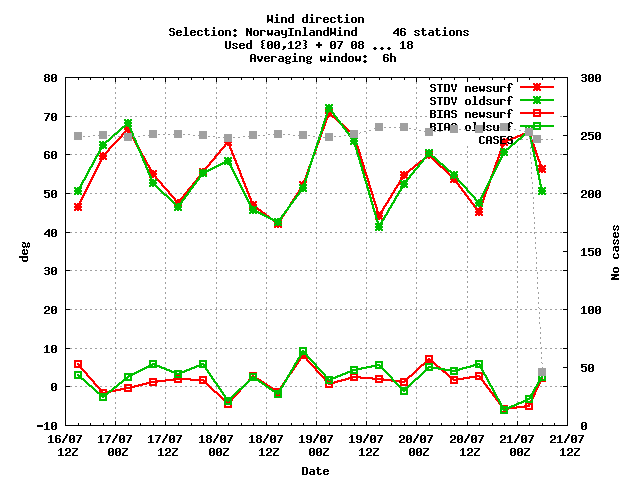 Wind direction
Selection: NorwayInlandWind     46 stations
Used {00,12} + 07 08 ... 18
Averaging window:  6h
STDV newsurf
STDV oldsurf
BIAS newsurf
BIAS oldsurf
CASES
80
70
60
50
40
30
20
10
0
-10
deg
300
250
200
150
100
50
0
No cases
16/07 17/07 17/07 18/07 18/07 19/07 19/07 20/07 20/07 21/07 21/07
12Z 00Z 12Z 00Z 12Z 00Z 12Z 00Z 12Z 00Z 12Z
Date